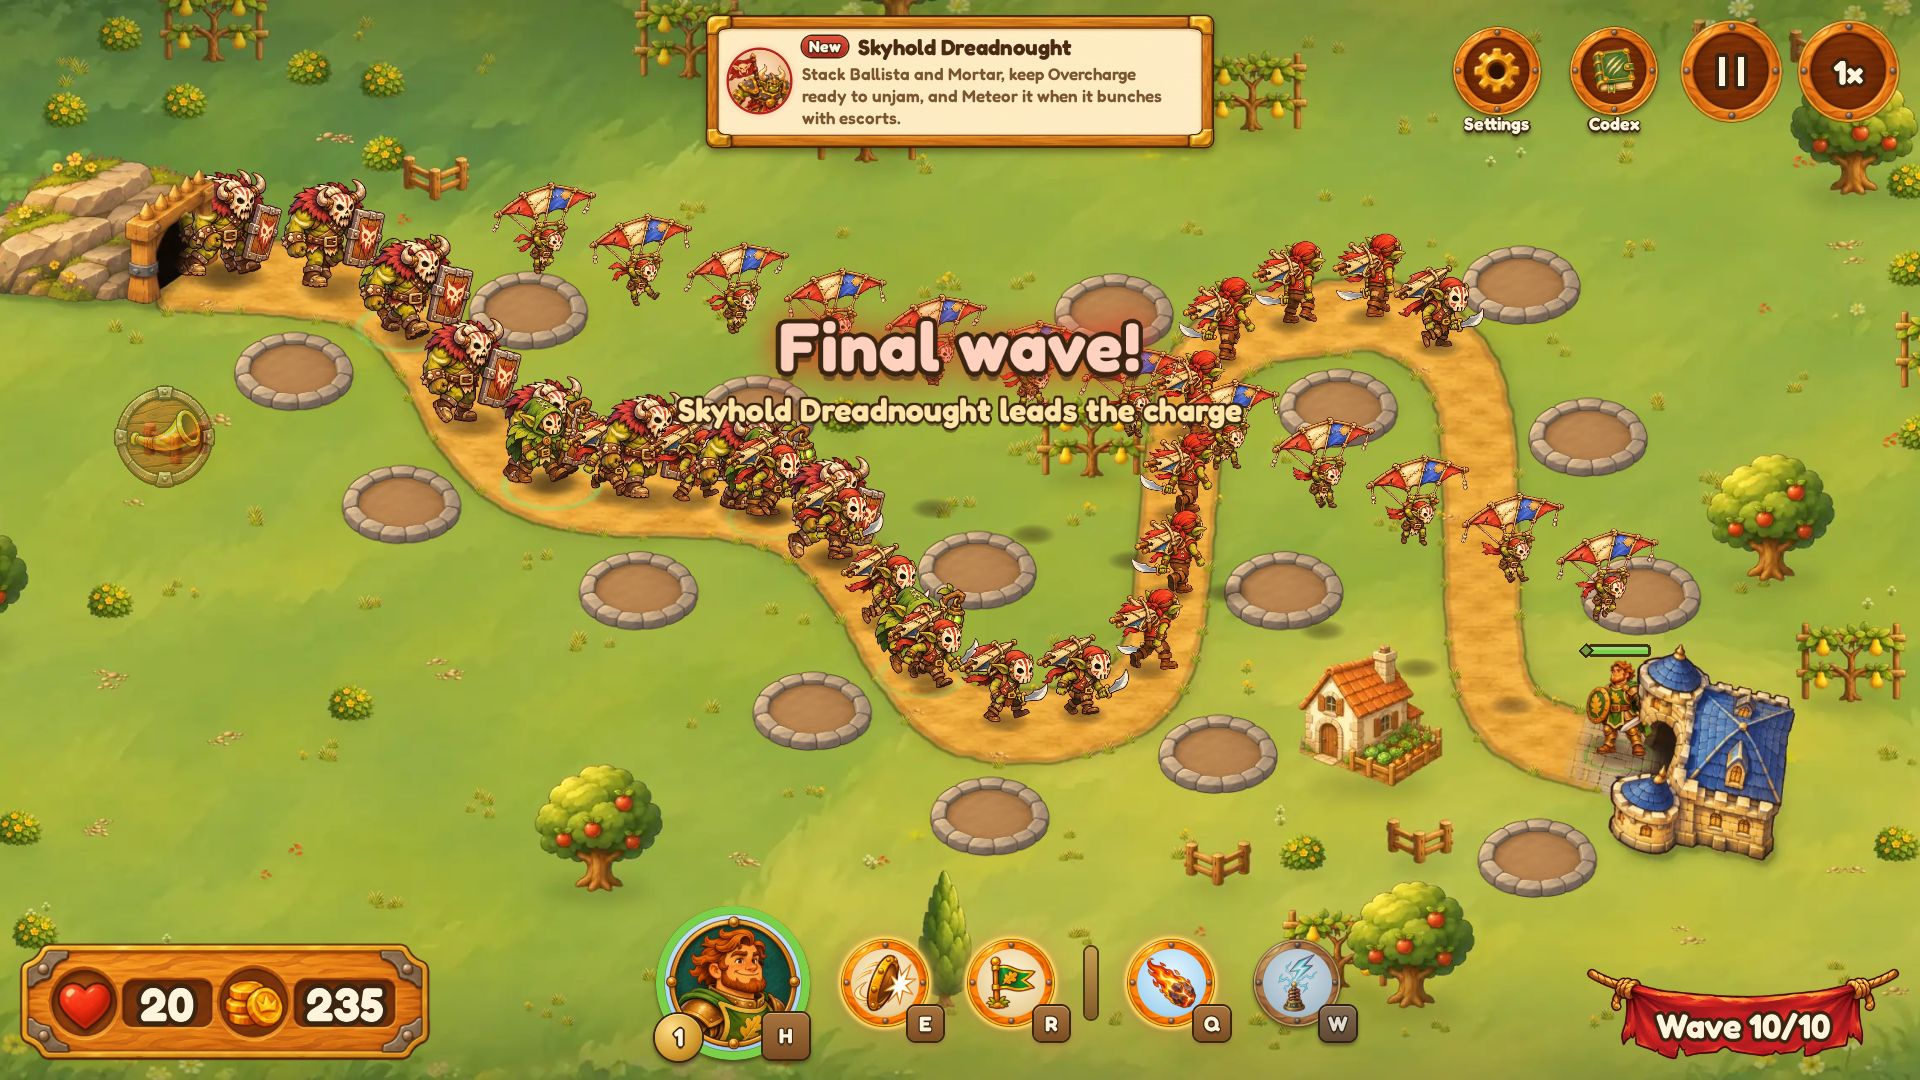 New Skyhold Dreadnought
Stack Ballista and Mortar, keep Overcharge
ready to unjam, and Meteor it when it bunches
with escorts.
Settings
Codex
1x
Final wave!
Skyhold Dreadnought leads the charge
20
235
1
H
E
R
Q
W
Wave 10/10